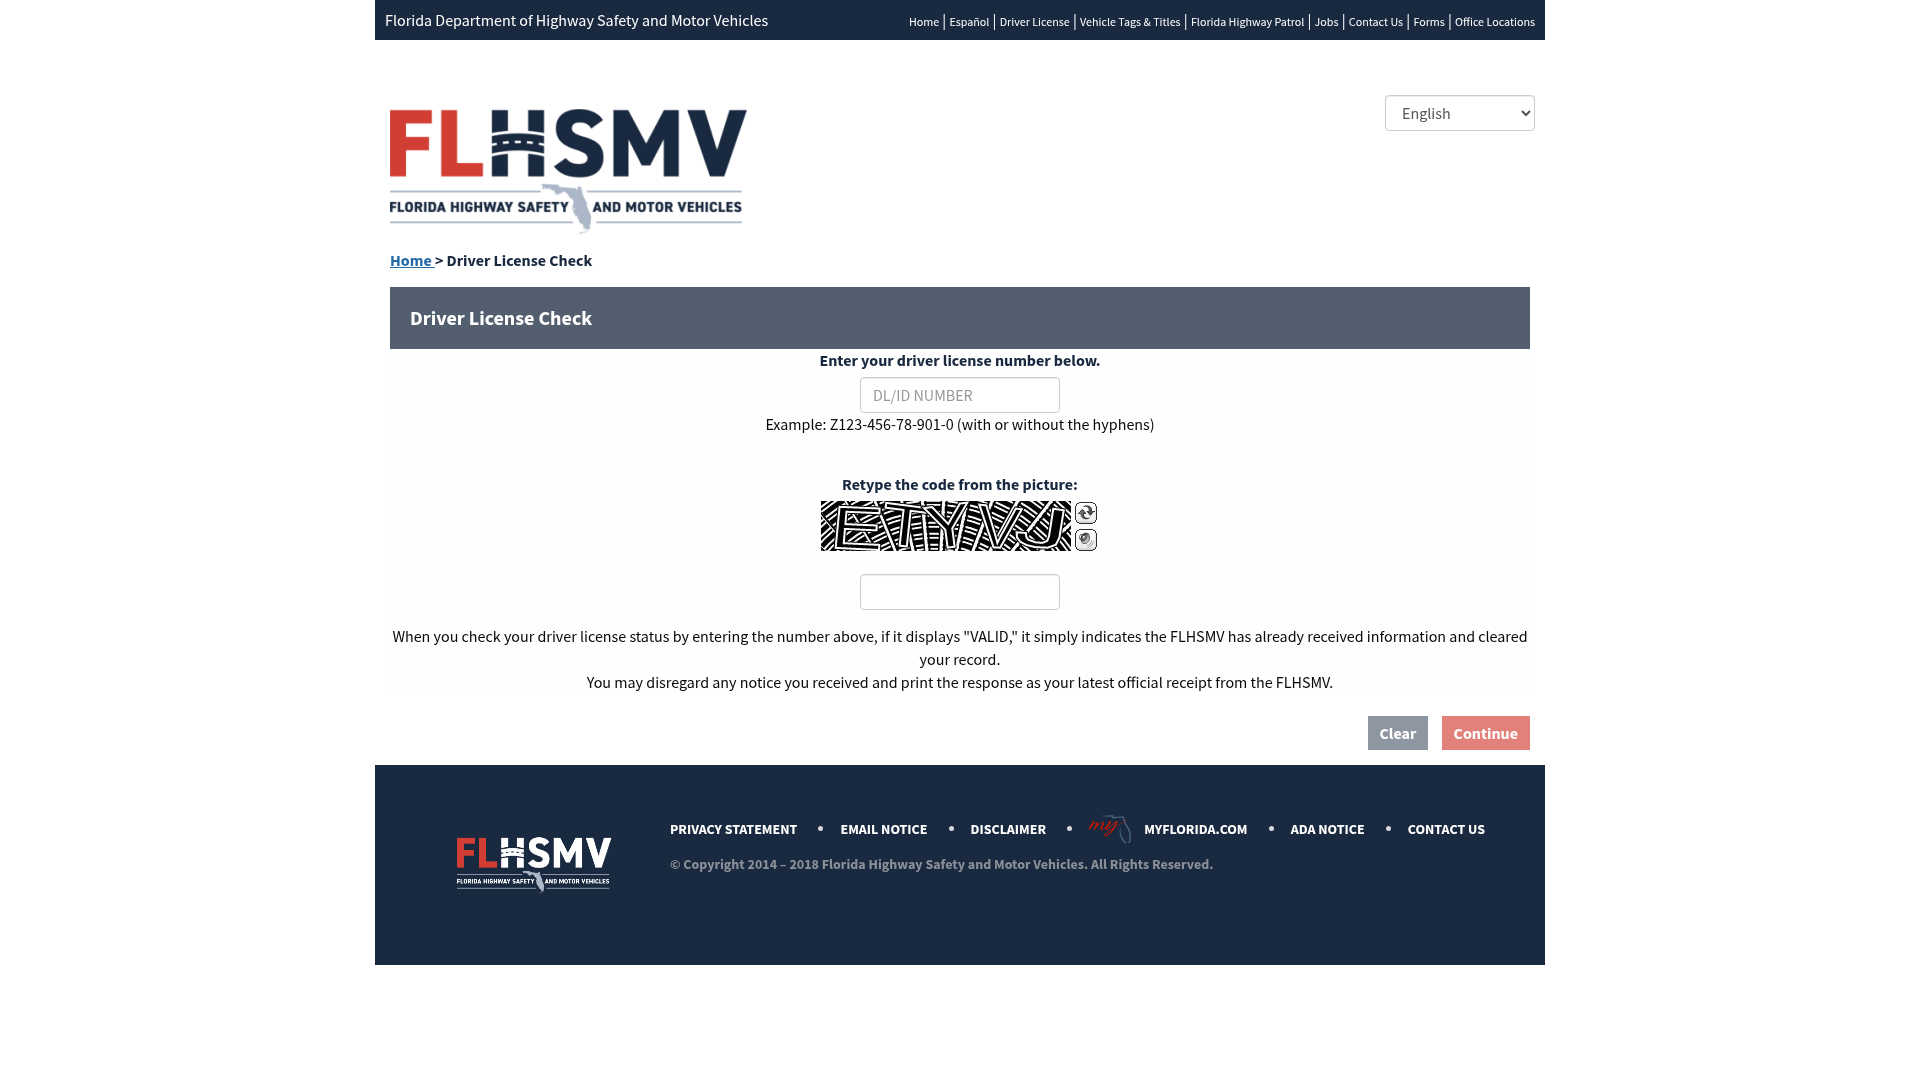 Florida Department of Highway Safety and Motor Vehicles
Home | Español | Driver License | Vehicle Tags & Titles | Florida Highway Patrol | Jobs | Contact Us | Forms | Office Locations
English
FLHSMV
FLORIDA HIGHWAY SAFETY AND MOTOR VEHICLES
Home > Driver License Check
Driver License Check
Enter your driver license number below.
DL/ID NUMBER
Example: Z123-456-78-901-0 (with or without the hyphens)
Retype the code from the picture:
When you check your driver license status by entering the number above, if it displays "VALID," it simply indicates the FLHSMV has already received information and cleared
your record.
You may disregard any notice you received and print the response as your latest official receipt from the FLHSMV.
Clear Continue
PRIVACY STATEMENT • EMAIL NOTICE • DISCLAIMER • my MYFLORIDA.COM • ADA NOTICE • CONTACT US
FLHSMV
FLORIDA HIGHWAY SAFETY AND MOTOR VEHICLES
© Copyright 2014 – 2018 Florida Highway Safety and Motor Vehicles. All Rights Reserved.